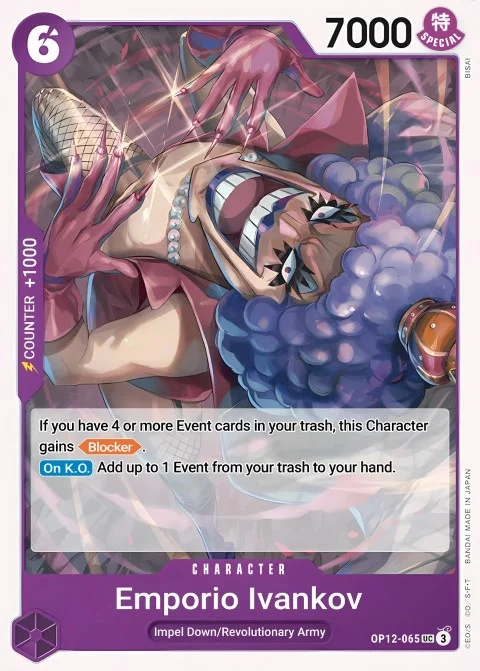 6
7000
特
SPECIAL
BISAI
COUNTER +1000
If you have 4 or more Event cards in your trash, this Character
gains Blocker.
On K.O. Add up to 1 Event from your trash to your hand.
CHARACTER
Emporio Ivankov
Impel Down/Revolutionary Army
OP12-065 UC 3
©E.O/S. ©O/S・F・T BANDAI MADE IN JAPAN